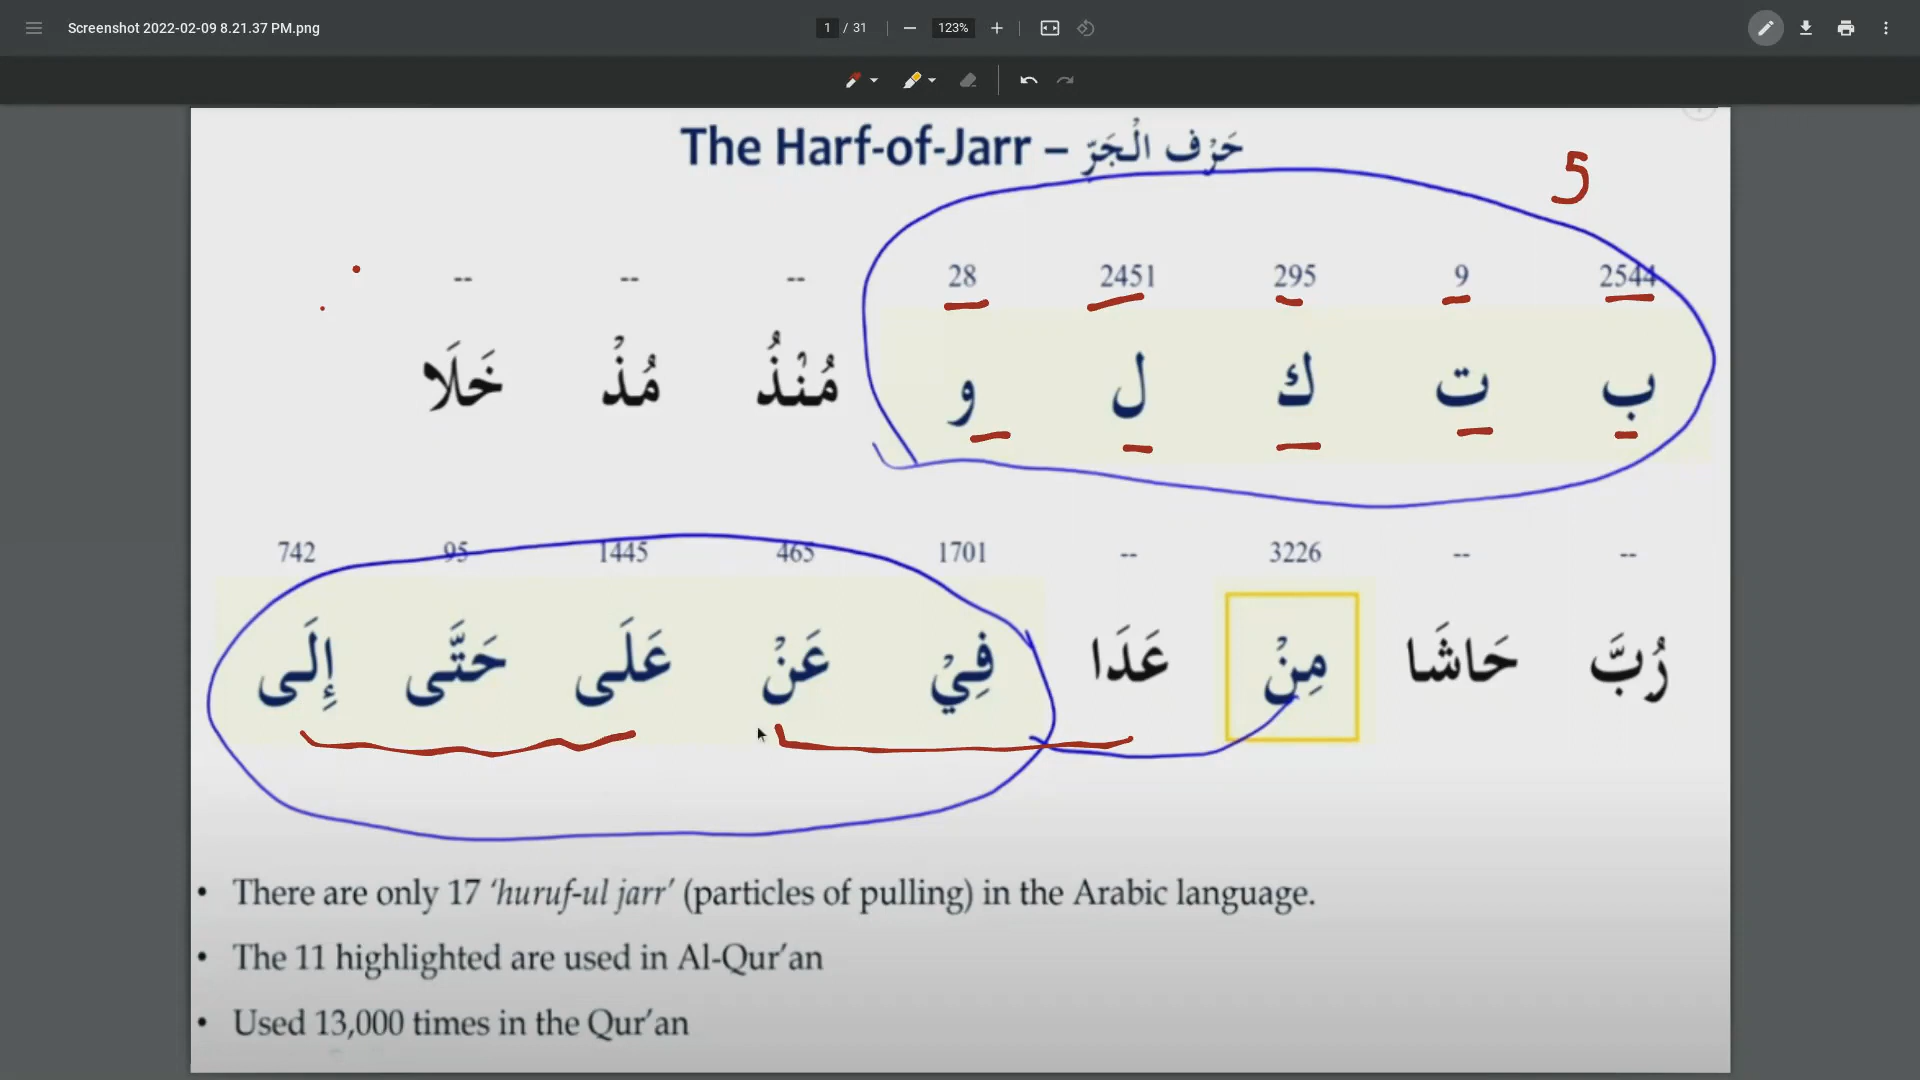 Screenshot 2022-02-09 8.21.37 PM.png
1 / 31
123%
The Harf-of-Jarr – حَرْف الْجَرّ
5
2544 9 295 2451 28 -- -- --
بِ تَ كَ لِ و مُنْذُ مُذْ خَلَا
-- -- 3226 -- 1701 465 1445 95 742
رُبَّ حَاشَا مِنْ عَدَا فِيْ عَنْ عَلَى حَتَّى إِلَى
• There are only 17 ‘huruf-ul jarr’ (particles of pulling) in the Arabic language.
• The 11 highlighted are used in Al-Qur’an
• Used 13,000 times in the Qur’an